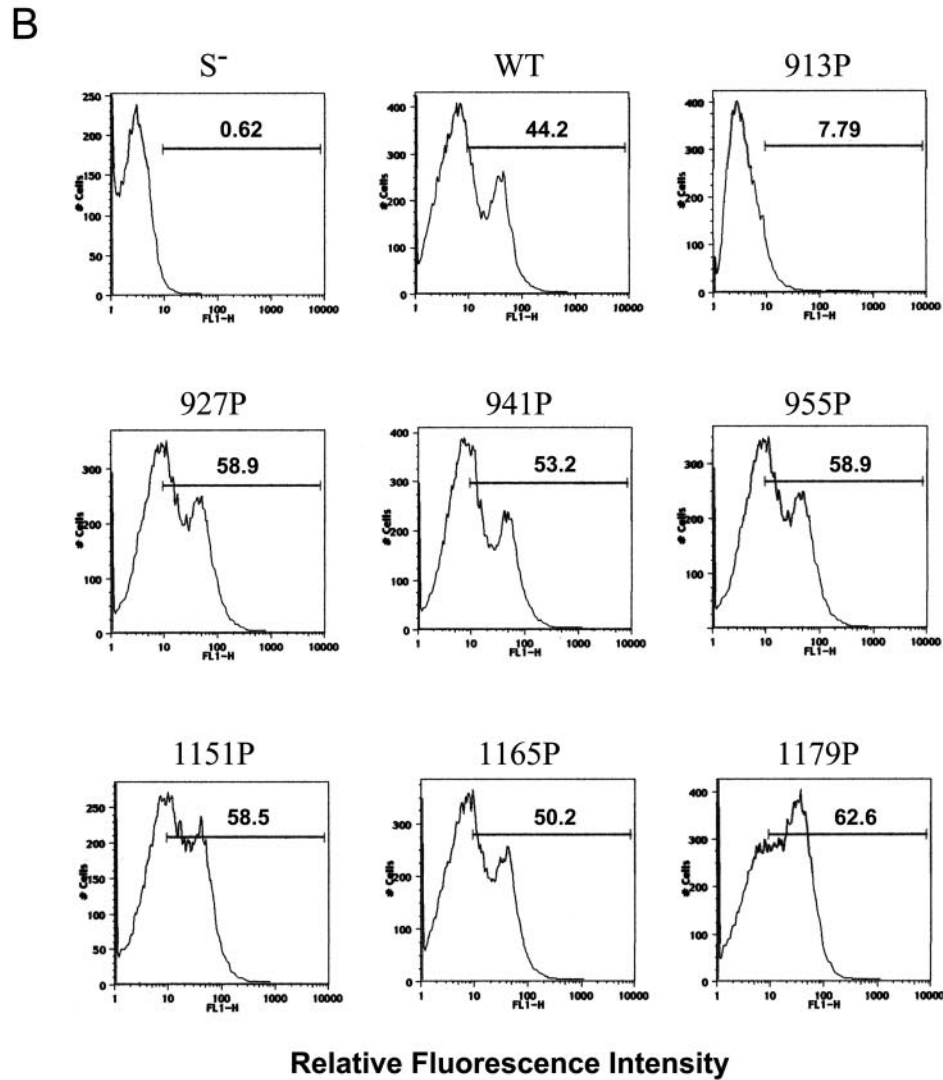 B
S⁻ WT 913P
250 200 150 100 50 0
# Cells
0.62
1 10 100 1000 10000
FL1-H
400 300 200 100 0
# Cells
44.2
1 10 100 1000 10000
FL1-H
400 300 200 100 0
# Cells
7.79
1 10 100 1000 10000
FL1-H
927P 941P 955P
300 200 100 0
# Cells
58.9
1 10 100 1000 10000
FL1-H
400 300 200 100 0
# Cells
53.2
1 10 100 1000 10000
FL1-H
300 200 100 0
# Cells
58.9
1 10 100 1000 10000
FL1-H
1151P 1165P 1179P
250 200 150 100 50 0
# Cells
58.5
1 10 100 1000 10000
FL1-H
300 200 100 0
# Cells
50.2
1 10 100 1000 10000
FL1-H
400 300 200 100 0
# Cells
62.6
1 10 100 1000 10000
FL1-H
Relative Fluorescence Intensity